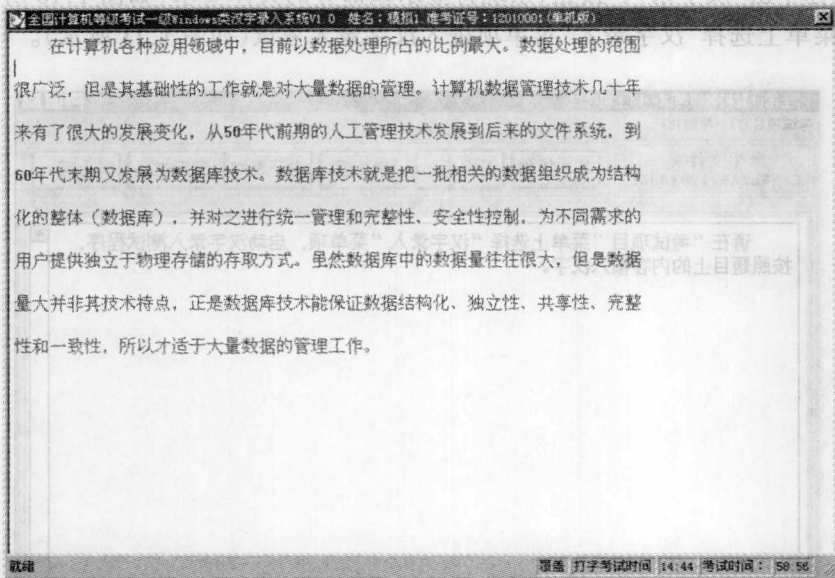 全国计算机等级考试一级Windows类汉字录入系统V1.0 姓名：模拟1 准考证号：12010001(单机版)
在计算机各种应用领域中，目前以数据处理所占的比例最大。数据处理的范围
很广泛，但是其基础性的工作就是对大量数据的管理。计算机数据管理技术几十年
来有了很大的发展变化，从50年代前期的人工管理技术发展到后来的文件系统，到
60年代末期又发展为数据库技术。数据库技术就是把一批相关的数据组织成为结构
化的整体（数据库），并对之进行统一管理和完整性、安全性控制，为不同需求的
用户提供独立于物理存储的存取方式。虽然数据库中的数据量往往很大，但是数据
量大并非其技术特点，正是数据库技术能保证数据结构化、独立性、共享性、完整
性和一致性，所以才适于大量数据的管理工作。
就绪 覆盖 打字考试时间 14:44 考试时间： 58:56